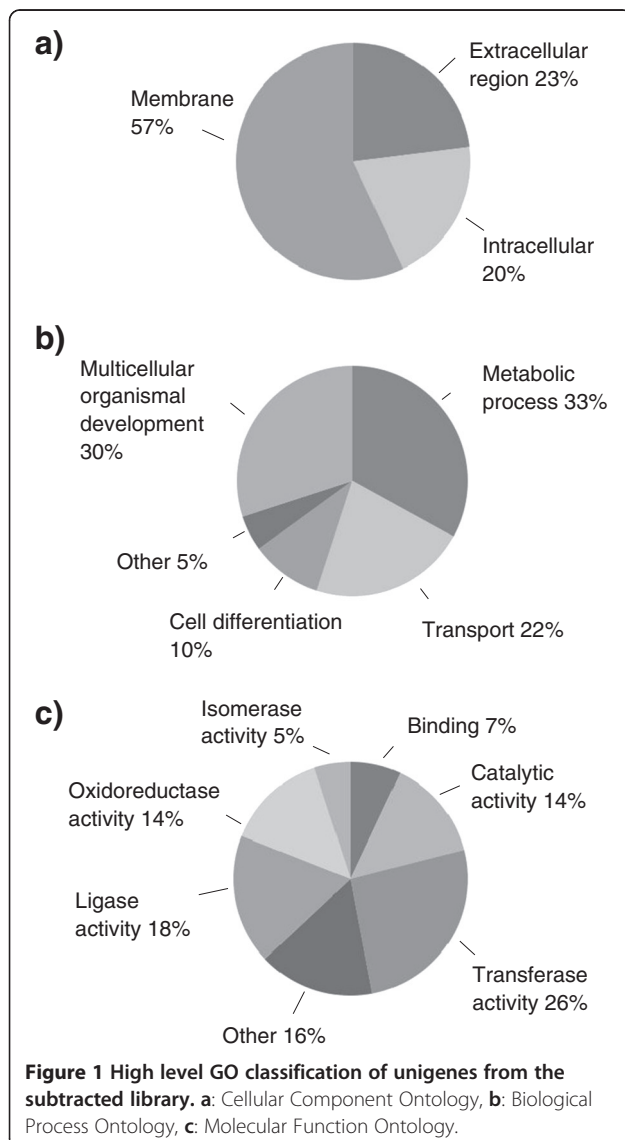 a)
Extracellular
region 23%
Membrane
57%
Intracellular
20%
b)
Multicellular
organismal
development
30%
Metabolic
process 33%
Other 5%
Cell differentiation
10%
Transport 22%
c)
Isomerase
activity 5%
Binding 7%
Catalytic
activity 14%
Oxidoreductase
activity 14%
Ligase
activity 18%
Transferase
activity 26%
Other 16%
Figure 1 High level GO classification of unigenes from the
subtracted library. a: Cellular Component Ontology, b: Biological
Process Ontology, c: Molecular Function Ontology.